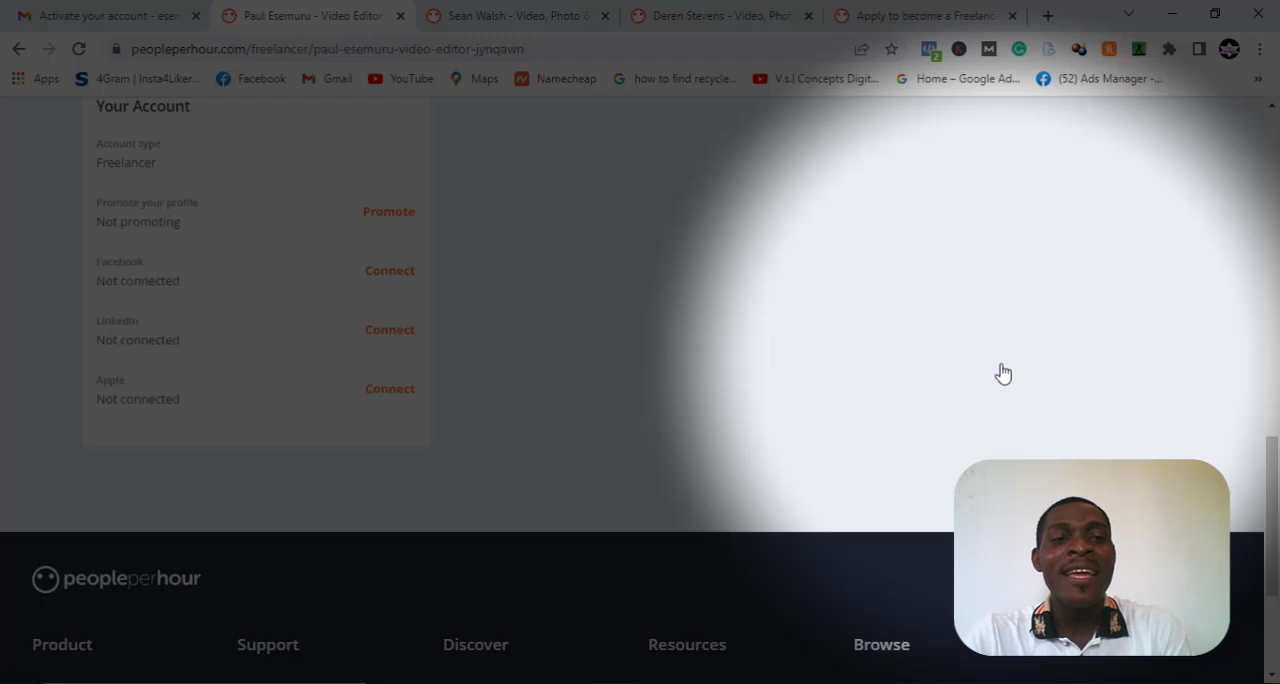 Activate your account - esen
Paul Esemuru - Video Editor
Sean Walsh - Video, Photo &
Deren Stevens - Video, Phot
Apply to become a Freelance
peopleperhour.com/freelancer/paul-esemuru-video-editor-jynqawn
2
Apps
4Gram | Insta4Liker...
Facebook
Gmail
YouTube
Maps
Namecheap
how to find recycle...
V.s.l Concepts Digit...
Home – Google Ad...
(52) Ads Manager -...
Your Account
Account type
Freelancer
Promote your profile
Not promoting
Promote
Facebook
Not connected
Connect
LinkedIn
Not connected
Connect
Apple
Not connected
Connect
peopleperhour
Product
Support
Discover
Resources
Browse